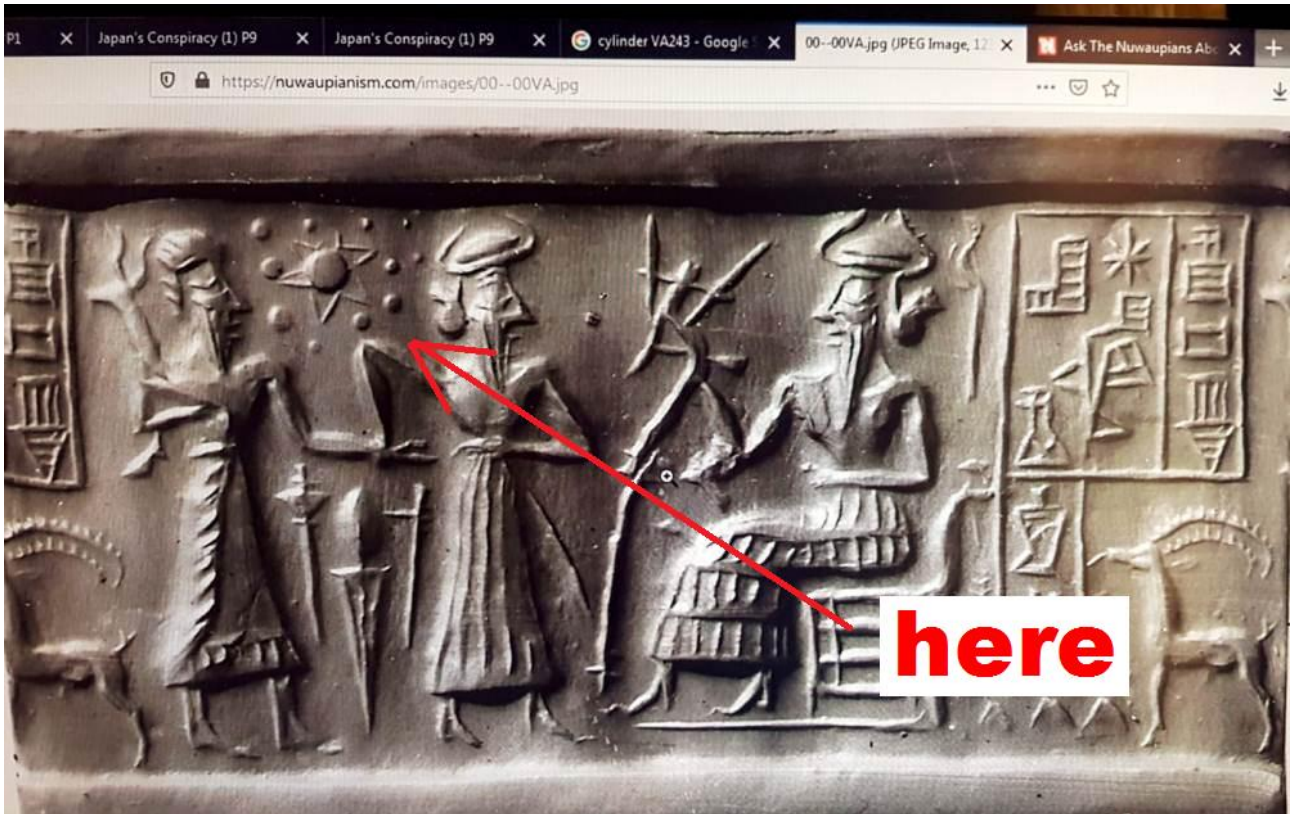 P1 Japan's Conspiracy (1) P9 Japan's Conspiracy (1) P9 cylinder VA243 - Google 00--00VA.jpg (JPEG Image, 12 Ask The Nuwaupians
https://nuwaupianism.com/images/00--00VA.jpg
here